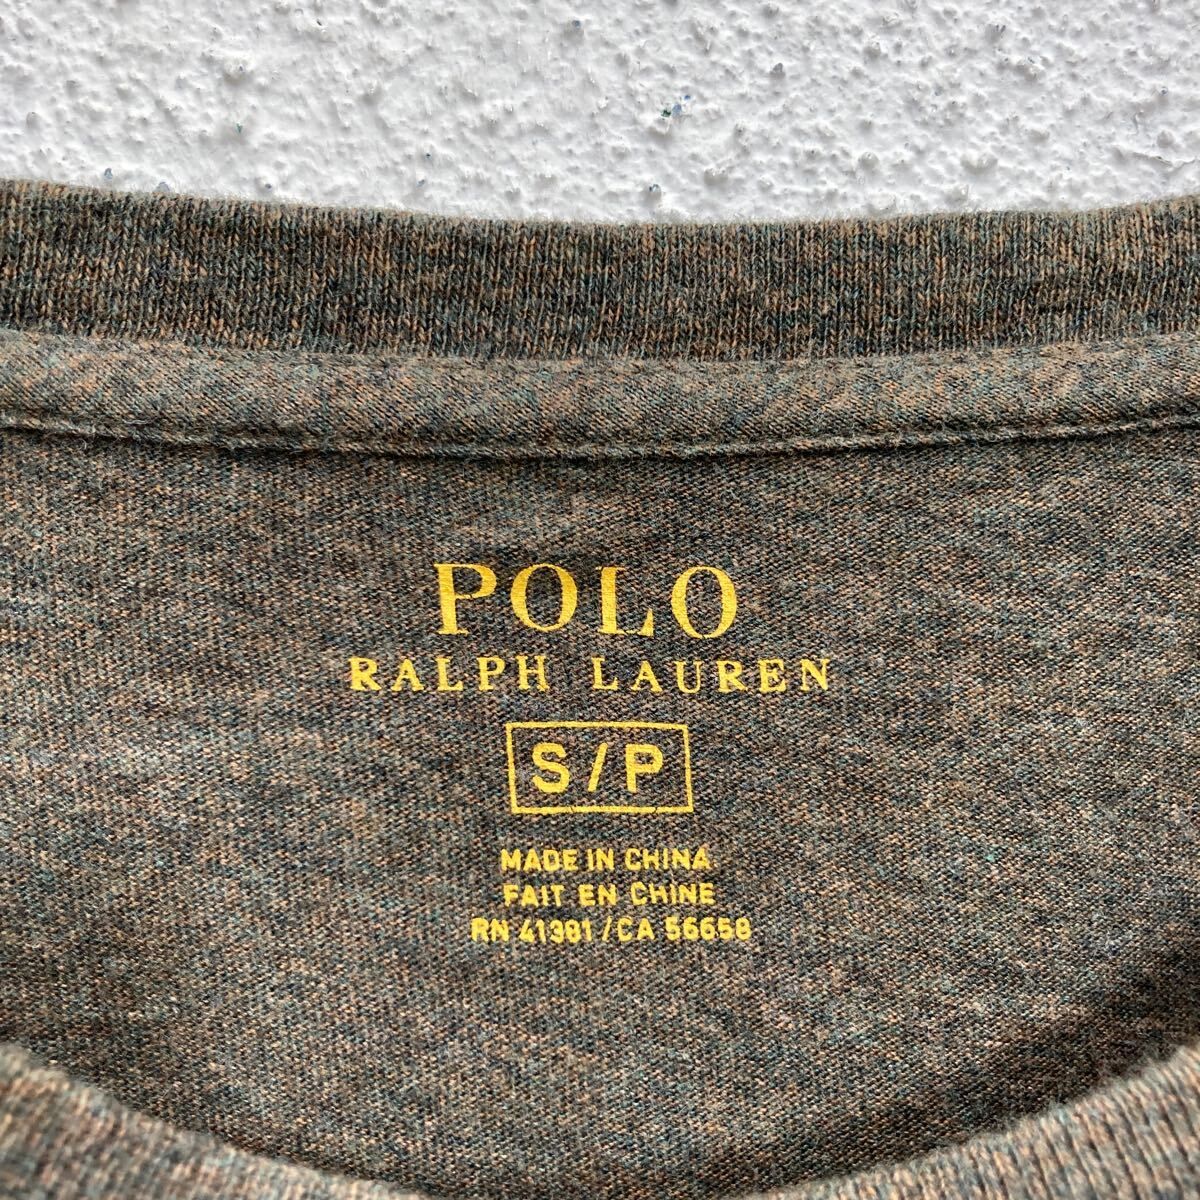 POLO
RALPH LAUREN
S/P
MADE IN CHINA
FAIT EN CHINE
RN 41381/CA 56658